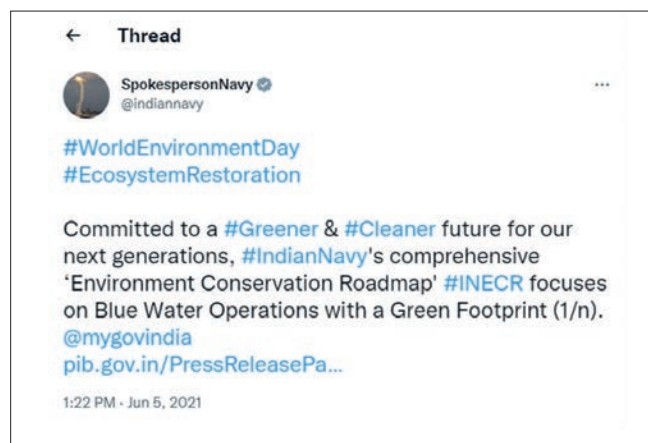 ← Thread
SpokespersonNavy
@indiannavy
...
#WorldEnvironmentDay
#EcosystemRestoration
Committed to a #Greener & #Cleaner future for our
next generations, #IndianNavy's comprehensive
‘Environment Conservation Roadmap' #INECR focuses
on Blue Water Operations with a Green Footprint (1/n).
@mygovindia
pib.gov.in/PressReleasePa...
1:22 PM · Jun 5, 2021